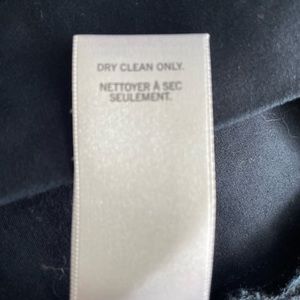 DRY CLEAN ONLY.
NETTOYER À SEC
SEULEMENT.